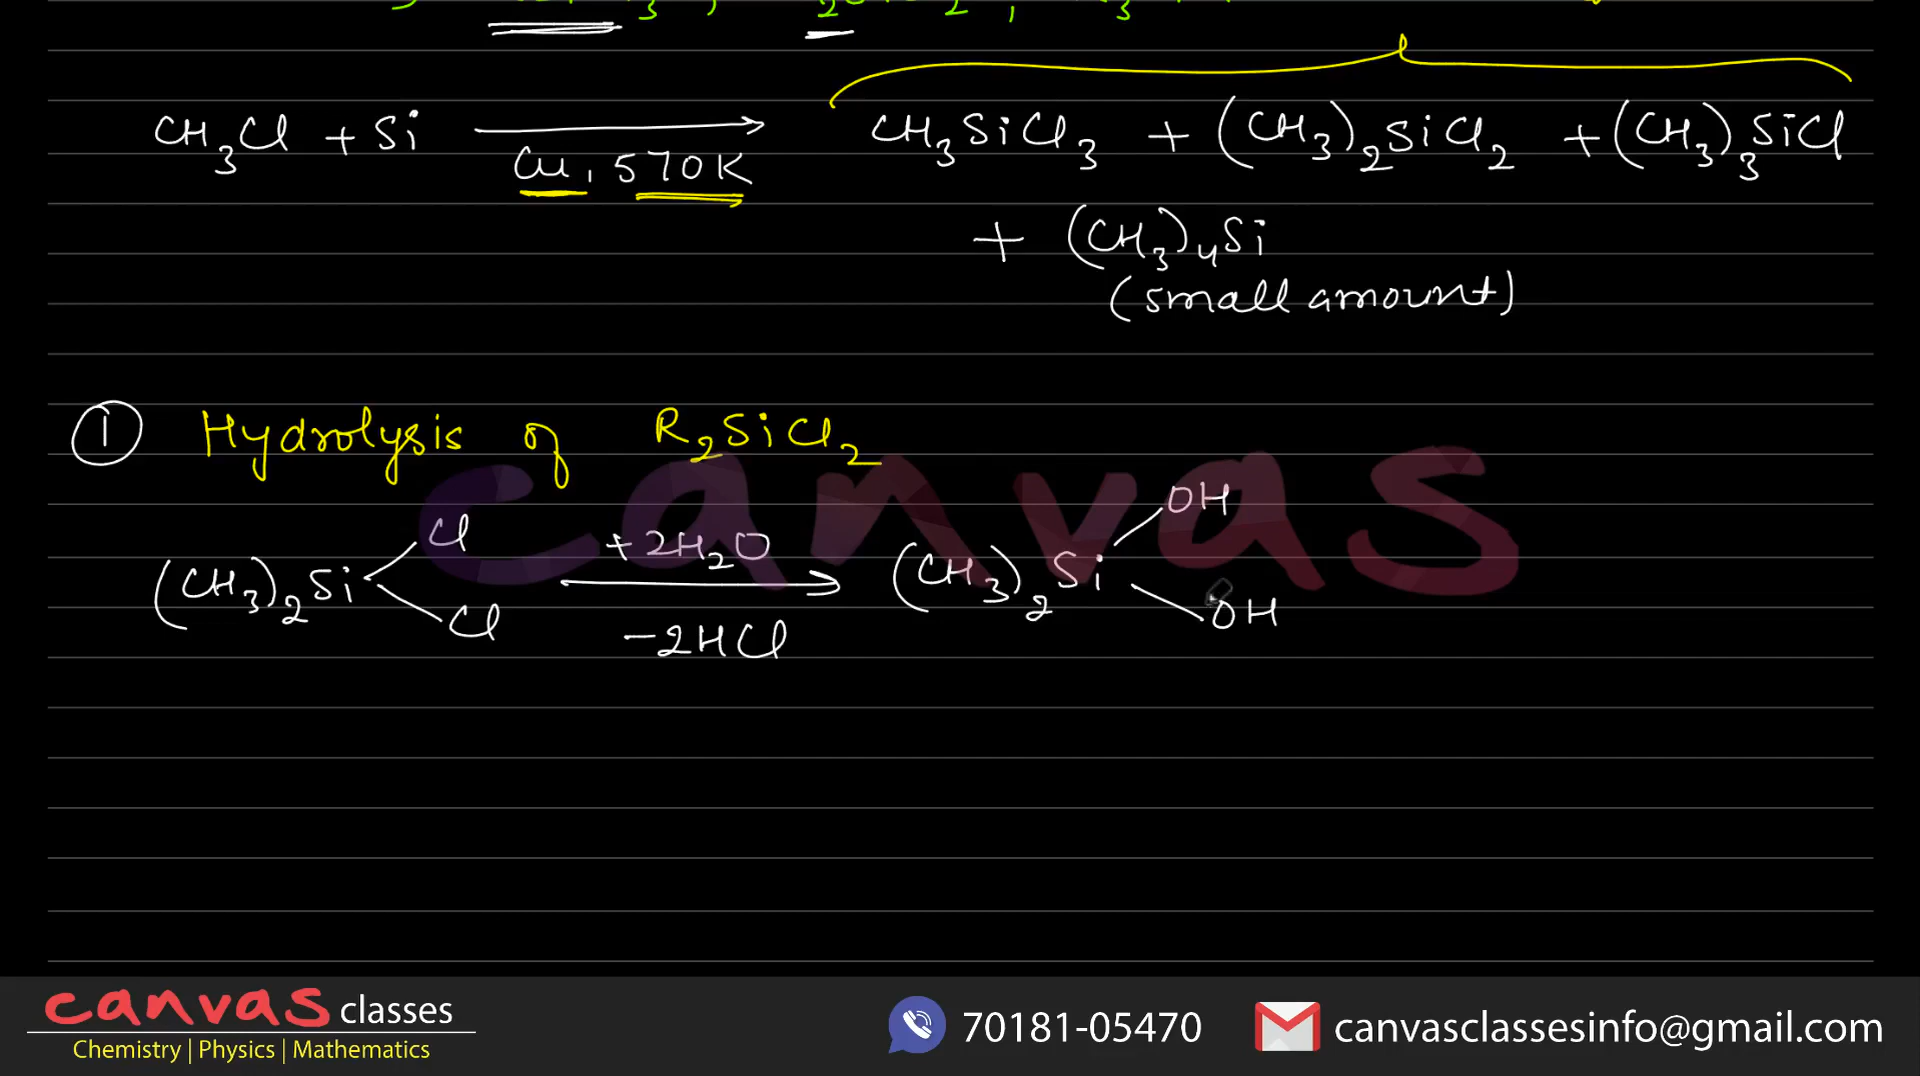 CH3Cl + Si → Cu, 570K CH3SiCl3 + (CH3)2SiCl2 + (CH3)3SiCl
+ (CH3)4Si
(small amount)
① Hydrolysis of R2SiCl2
(CH3)2Si Cl Cl +2H2O → -2HCl (CH3)2Si OH OH
canvas
canvas classes
Chemistry | Physics | Mathematics
70181-05470
canvasclassesinfo@gmail.com